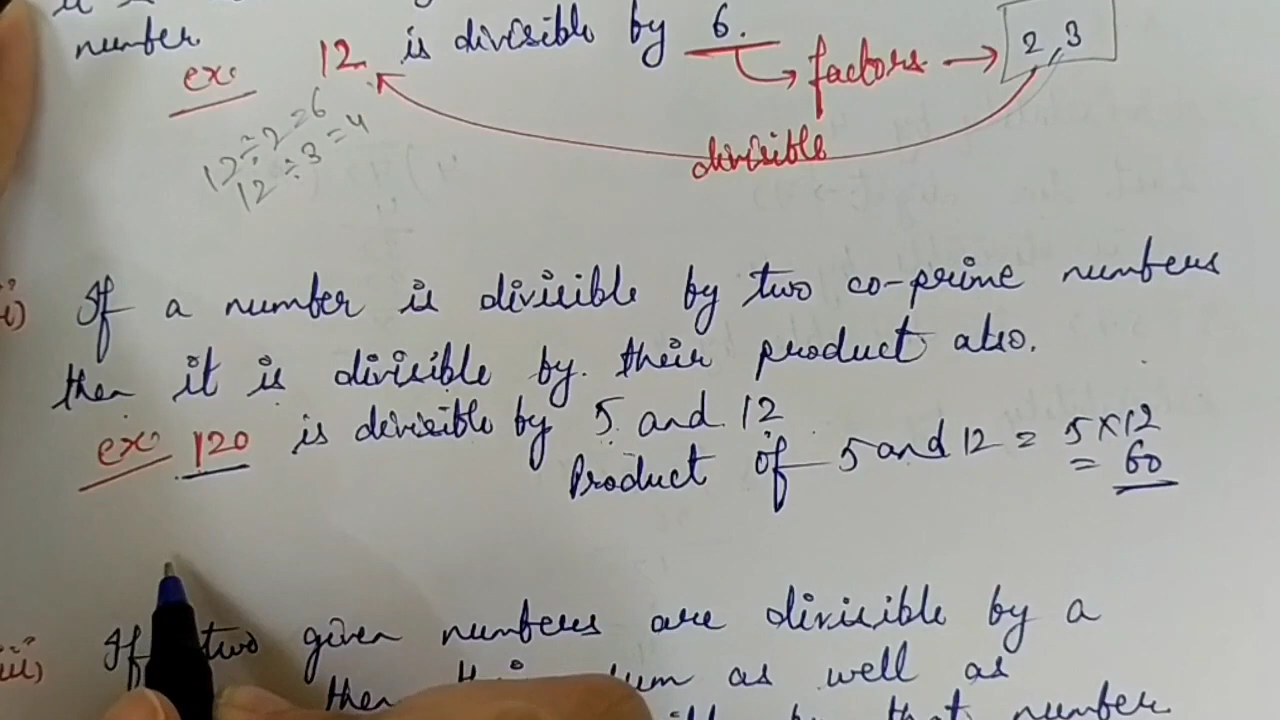 number
ex: 12 is divisible by 6. factors → 2, 3
12÷2=6
12÷3=4
divisible
If a number is divisible by two co-prime numbers
then it is divisible by their product also.
ex: 120 is divisible by 5 and 12
Product of 5 and 12 = 5×12
= 60
iii) If two given numbers are divisible by a
then as well as
that number